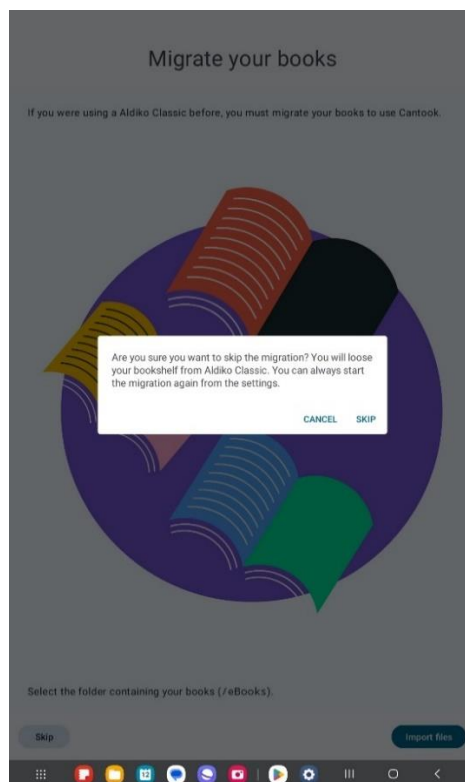 Migrate your books
If you were using a Aldiko Classic before, you must migrate your books to use Cantook.
Are you sure you want to skip the migration? You will loose
your bookshelf from Aldiko Classic. You can always start
the migration again from the settings.
CANCEL SKIP
Select the folder containing your books (/eBooks).
Skip Import files
12